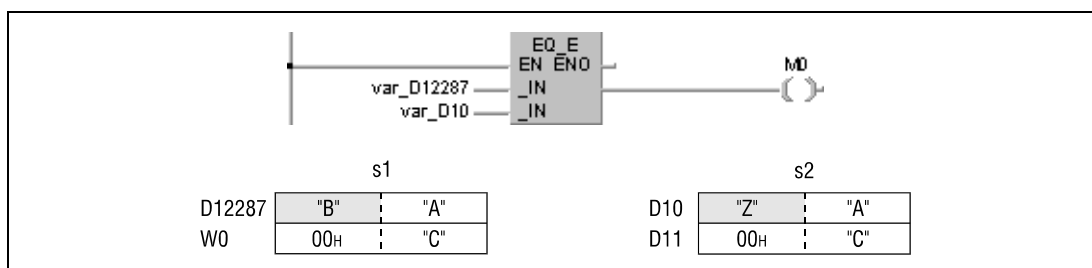 EQ_E
EN ENO
M0
var_D12287 _IN
var_D10 _IN
s1 s2
D12287 "B" "A" D10 "Z" "A"
W0 00H "C" D11 00H "C"